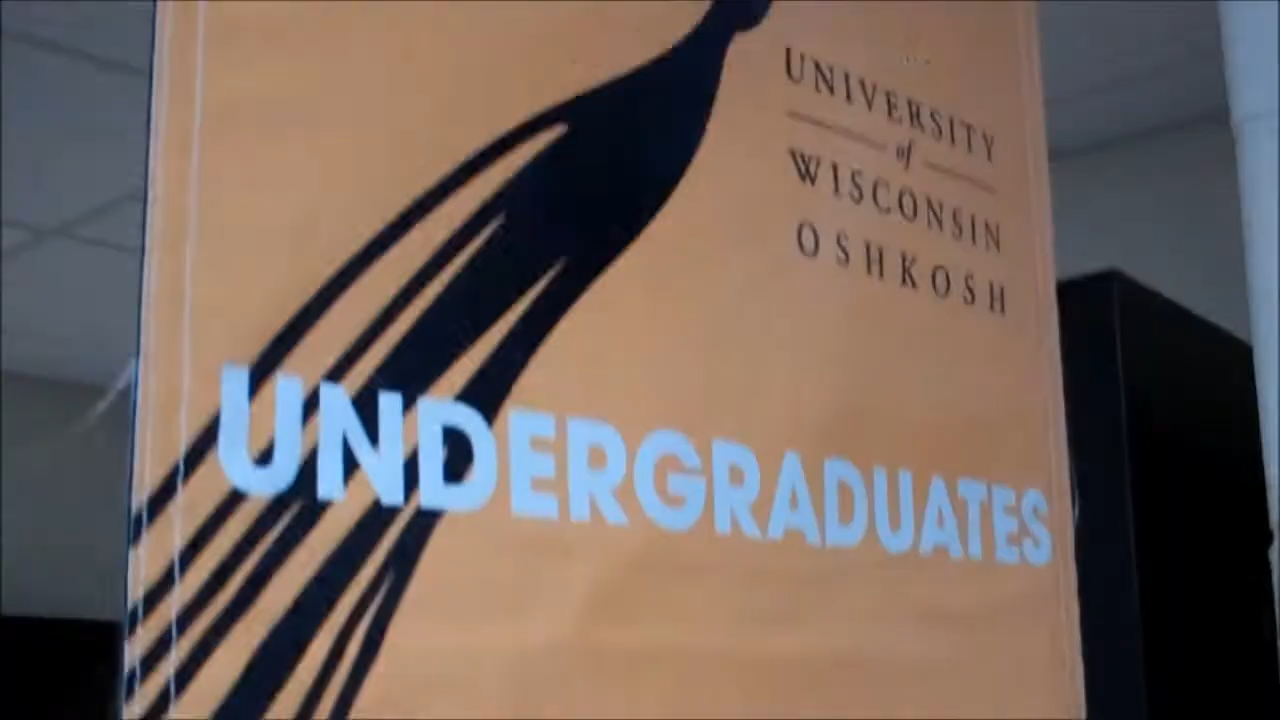 UNIVERSITY
of
WISCONSIN
OSHKOSH
UNDERGRADUATES